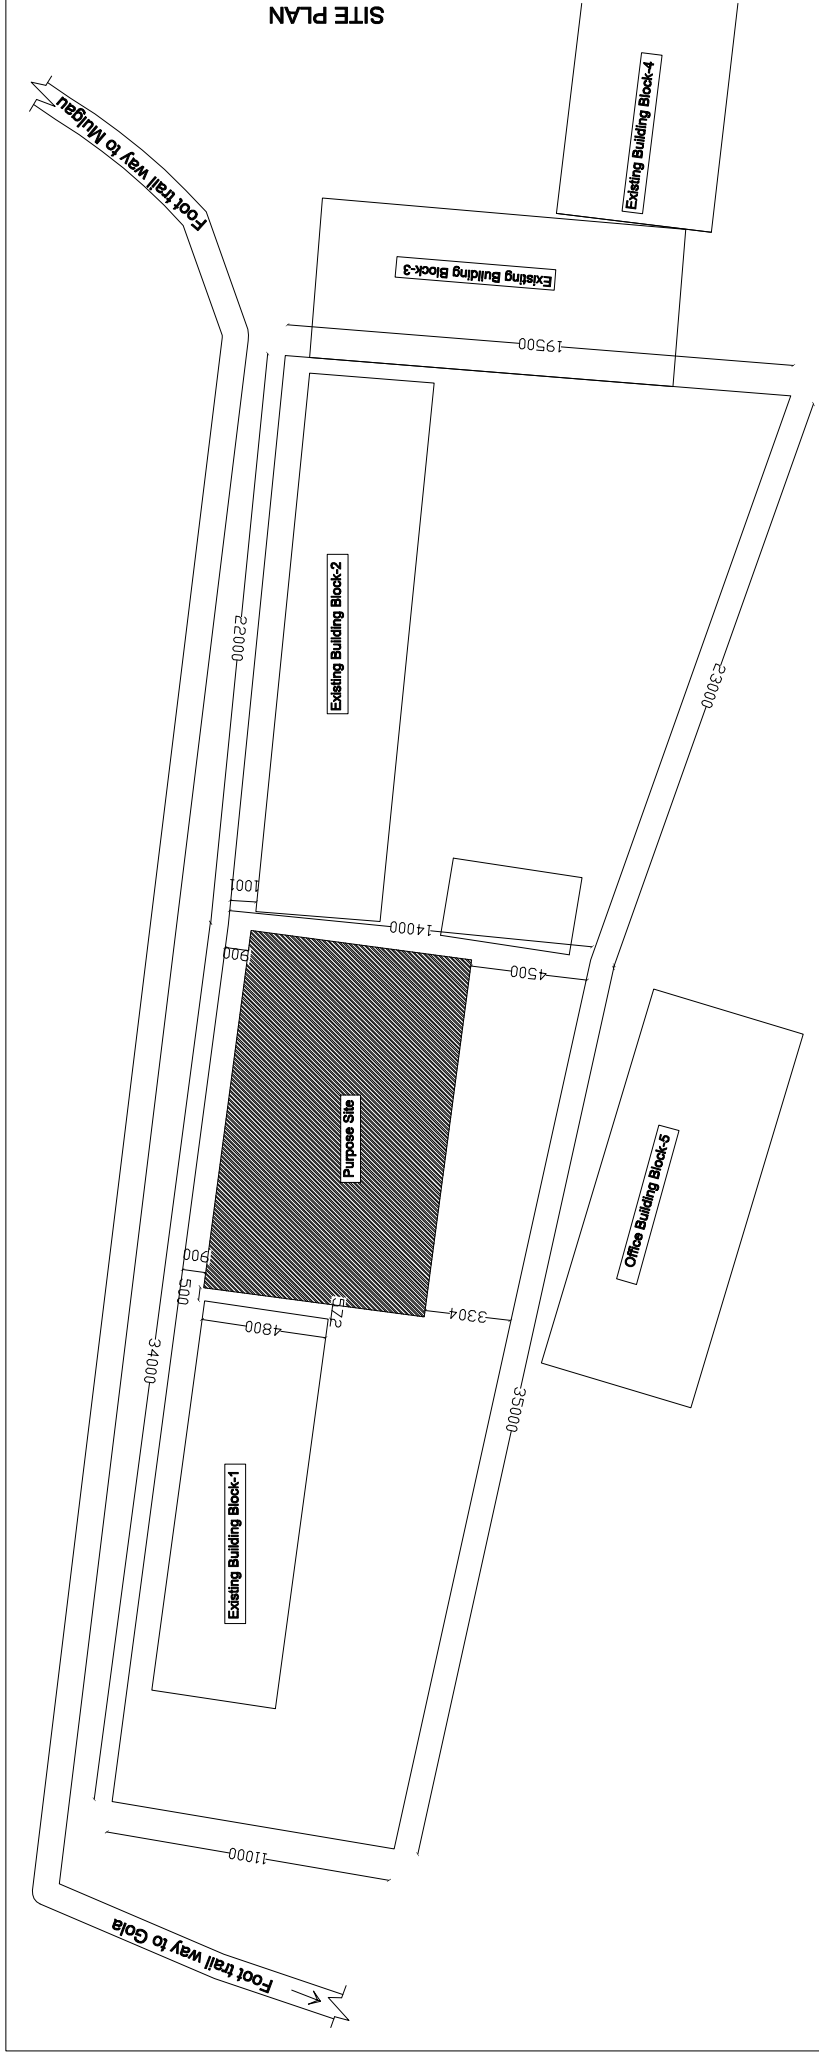 SITE PLAN
Foot trail way to Mulgau
Existing Building Block-4
Existing Building Block-3
19500
22000
Existing Building Block-2
23000
1001
14000
900
4500
Purpose Site
Office Building Block-5
900
500
572
3304
4800
34000
35000
Existing Building Block-1
11000
Foot trail way to Gola